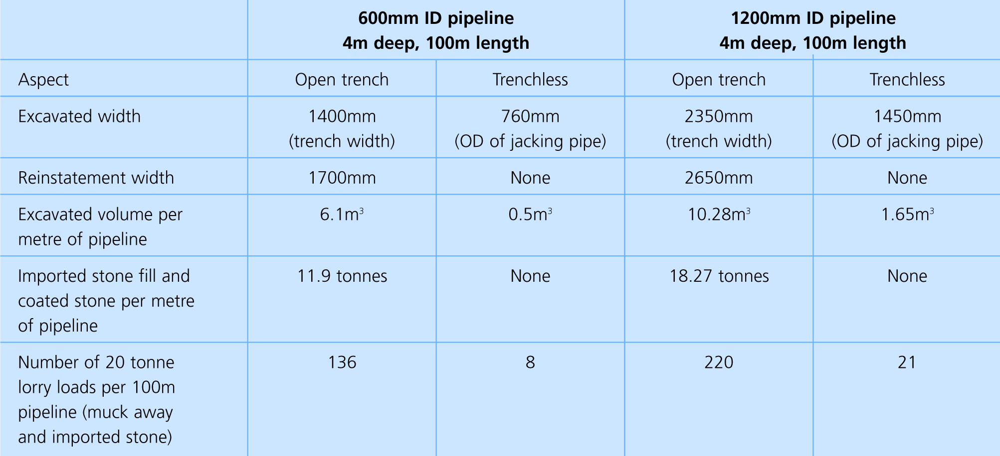 600mm ID pipeline
4m deep, 100m length
1200mm ID pipeline
4m deep, 100m length
Aspect
Open trench
Trenchless
Open trench
Trenchless
Excavated width
1400mm
(trench width)
760mm
(OD of jacking pipe)
2350mm
(trench width)
1450mm
(OD of jacking pipe)
Reinstatement width
1700mm
None
2650mm
None
Excavated volume per
metre of pipeline
6.1m³
0.5m³
10.28m³
1.65m³
Imported stone fill and
coated stone per metre
of pipeline
11.9 tonnes
None
18.27 tonnes
None
Number of 20 tonne
lorry loads per 100m
pipeline (muck away
and imported stone)
136
8
220
21